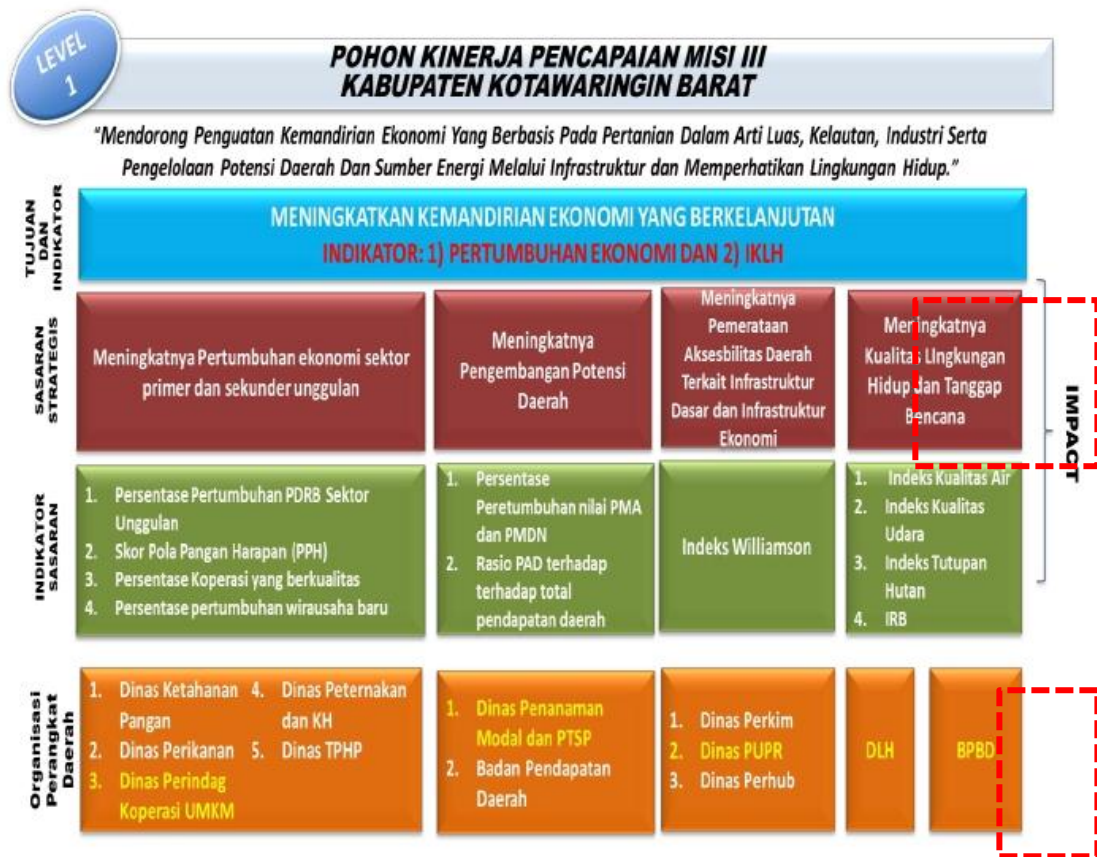 LEVEL
1
POHON KINERJA PENCAPAIAN MISI III
KABUPATEN KOTAWARINGIN BARAT
"Mendorong Penguatan Kemandirian Ekonomi Yang Berbasis Pada Pertanian Dalam Arti Luas, Kelautan, Industri Serta
Pengelolaan Potensi Daerah Dan Sumber Energi Melalui Infrastruktur dan Memperhatikan Lingkungan Hidup."
TUJUAN
DAN
INDIKATOR
MENINGKATKAN KEMANDIRIAN EKONOMI YANG BERKELANJUTAN
INDIKATOR: 1) PERTUMBUHAN EKONOMI DAN 2) IKLH
SASARAN
STRATEGIS
Meningkatnya Pertumbuhan ekonomi sektor
primer dan sekunder unggulan
Meningkatnya
Pengembangan Potensi
Daerah
Meningkatnya
Pemerataan
Aksesbilitas Daerah
Terkait Infrastruktur
Dasar dan Infrastruktur
Ekonomi
Meningkatnya
Kualitas LIngkungan
Hidup dan Tanggap
Bencana
IMPACT
INDIKATOR
SASARAN
1. Persentase Pertumbuhan PDRB Sektor
Unggulan
2. Skor Pola Pangan Harapan (PPH)
3. Persentase Koperasi yang berkualitas
4. Persentase pertumbuhan wirausaha baru
1. Persentase
Peretumbuhan nilai PMA
dan PMDN
2. Rasio PAD terhadap
terhadap total
pendapatan daerah
Indeks Williamson
1. Indeks Kualitas Air
2. Indeks Kualitas
Udara
3. Indeks Tutupan
Hutan
4. IRB
Organisasi
Perangkat
Daerah
1. Dinas Ketahanan
Pangan
2. Dinas Perikanan
3. Dinas Perindag
Koperasi UMKM
4. Dinas Peternakan
dan KH
5. Dinas TPHP
1. Dinas Penanaman
Modal dan PTSP
2. Badan Pendapatan
Daerah
1. Dinas Perkim
2. Dinas PUPR
3. Dinas Perhub
DLH
BPBD